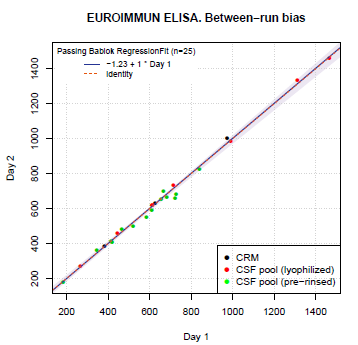 EUROIMMUN ELISA. Between−run bias
Passing Bablok RegressionFit (n=25)
−1.23 + 1 * Day 1
Identity
1400
1200
1000
800
600
400
200
Day 2
CRM
CSF pool (lyophilized)
CSF pool (pre−rinsed)
200 400 600 800 1000 1200 1400
Day 1